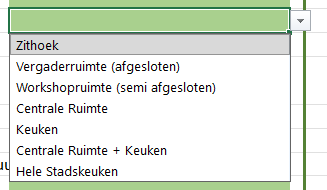 Zithoek
Vergaderruimte (afgesloten)
Workshopruimte (semi afgesloten)
Centrale Ruimte
Keuken
Centrale Ruimte + Keuken
Hele Stadskeuken